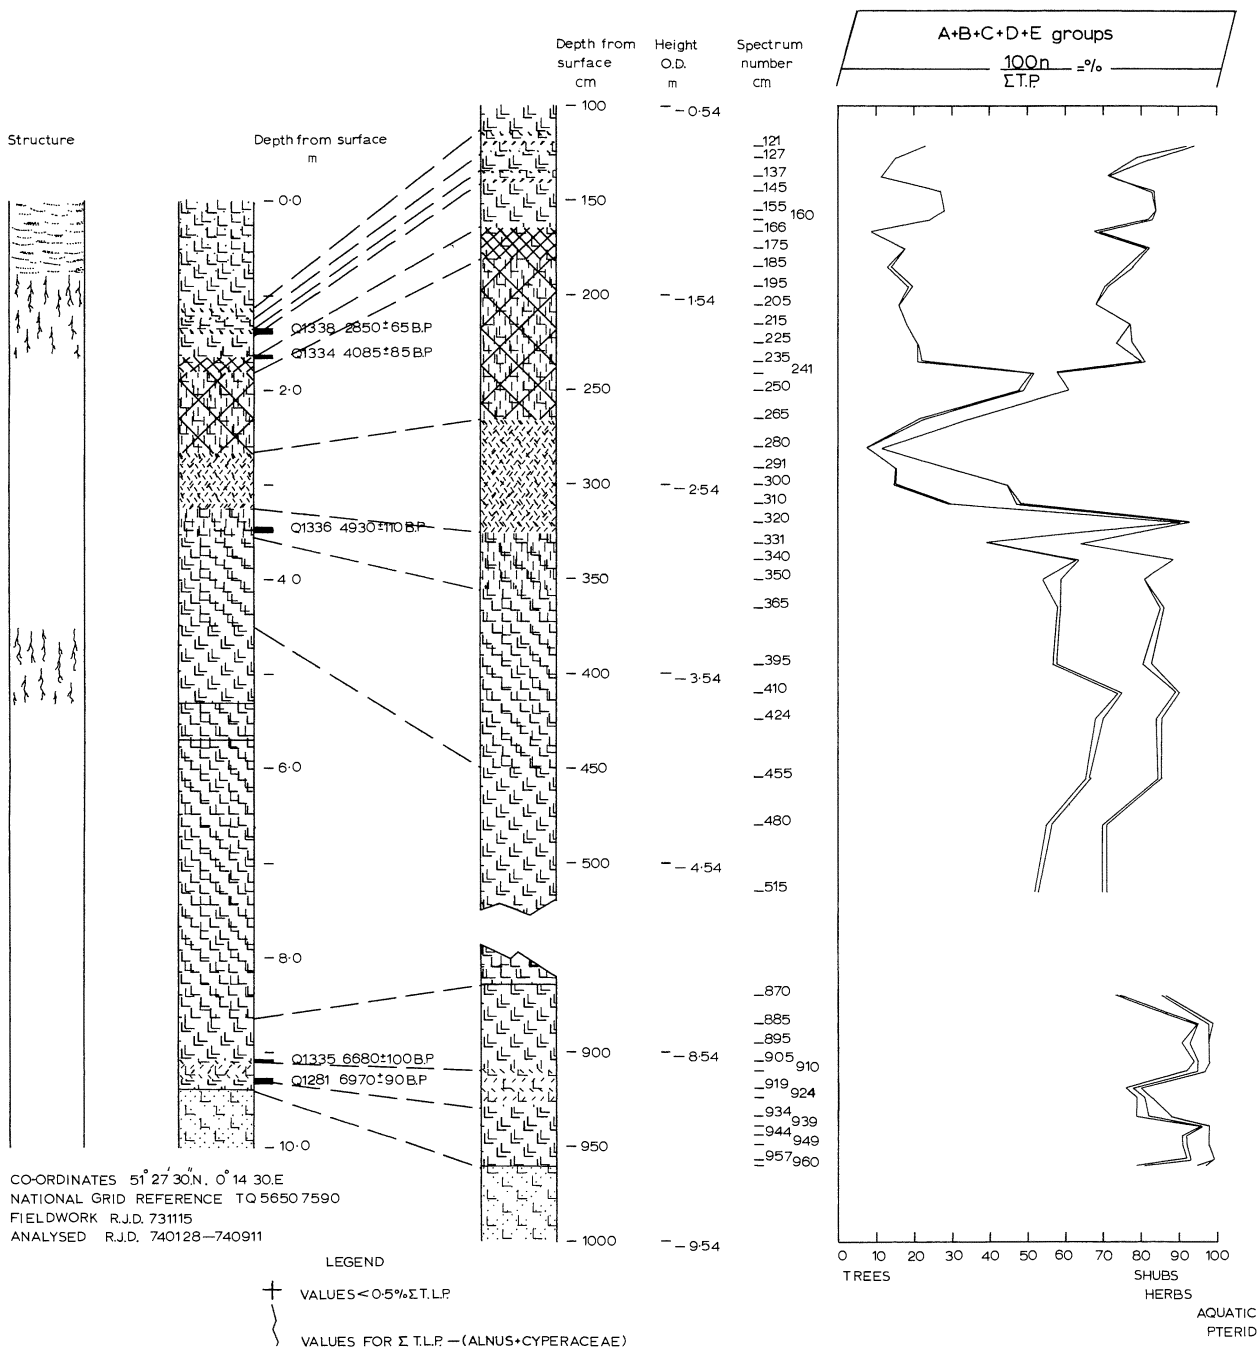 A+B+C+D+E groups
100n
ΣT.P. =%
Depth from surface cm
Height O.D. m
Spectrum number cm
Structure
Depth from surface m
0·0
2·0
4·0
6·0
8·0
10·0
Q1338 2850±65 B.P
Q1334 4085±85 B.P
Q1336 4930±110 B.P
Q1335 6680±100 B.P
Q1281 6970±90 B.P
100
150
200
250
300
350
400
450
500
900
950
1000
-0·54
-1·54
-2·54
-3·54
-4·54
-8·54
-9·54
121
127
137
145
155
160
166
175
185
195
205
215
225
235
241
250
265
280
291
300
310
320
331
340
350
365
395
410
424
455
480
515
870
885
895
905
910
919
924
934
939
944
949
957
960
0 10 20 30 40 50 60 70 80 90 100
TREES
SHUBS
HERBS
AQUATIC
PTERID
CO-ORDINATES 51° 27' 30"N, 0° 14 30.E
NATIONAL GRID REFERENCE TQ 5650 7590
FIELDWORK R.J.D. 731115
ANALYSED R.J.D. 740128—740911
LEGEND
VALUES < 0·5% Σ T.L.P.
VALUES FOR Σ T.L.P. — (ALNUS+CYPERACEAE)